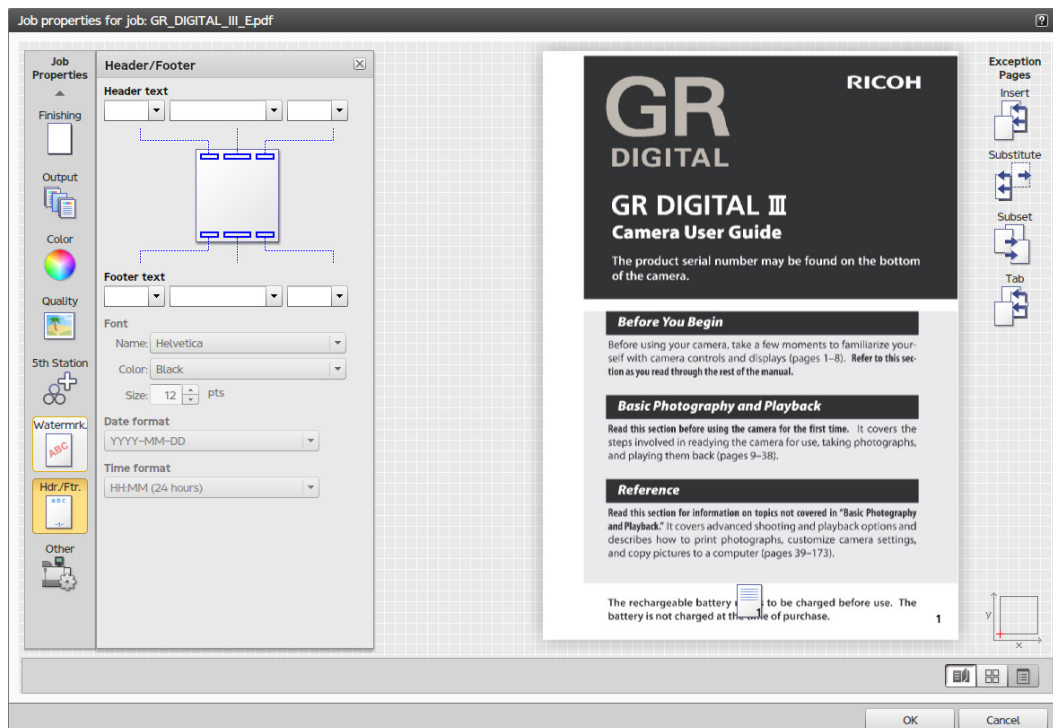 Job properties for job: GR_DIGITAL_III_E.pdf
?
Job
Properties
Finishing
Output
Color
Quality
5th Station
Watermrk.
ABC
Hdr./Ftr.
a b c
-1-
Other
Header/Footer
Header text
Footer text
Font
Name: Helvetica
Color: Black
Size: 12 pts
Date format
YYYY-MM-DD
Time format
HH:MM (24 hours)
RICOH
GR
DIGITAL
GR DIGITAL III
Camera User Guide
The product serial number may be found on the bottom
of the camera.
Before You Begin
Before using your camera, take a few moments to familiarize your-
self with camera controls and displays (pages 1–8). Refer to this sec-
tion as you read through the rest of the manual.
Basic Photography and Playback
Read this section before using the camera for the first time. It covers the
steps involved in readying the camera for use, taking photographs,
and playing them back (pages 9–38).
Reference
Read this section for information on topics not covered in “Basic Photography
and Playback.” It covers advanced shooting and playback options and
describes how to print photographs, customize camera settings,
and copy pictures to a computer (pages 39–173).
The rechargeable battery to be charged before use. The
battery is not charged at the of purchase.
1
1
Exception
Pages
Insert
Substitute
Subset
Tab
y
x
OK
Cancel